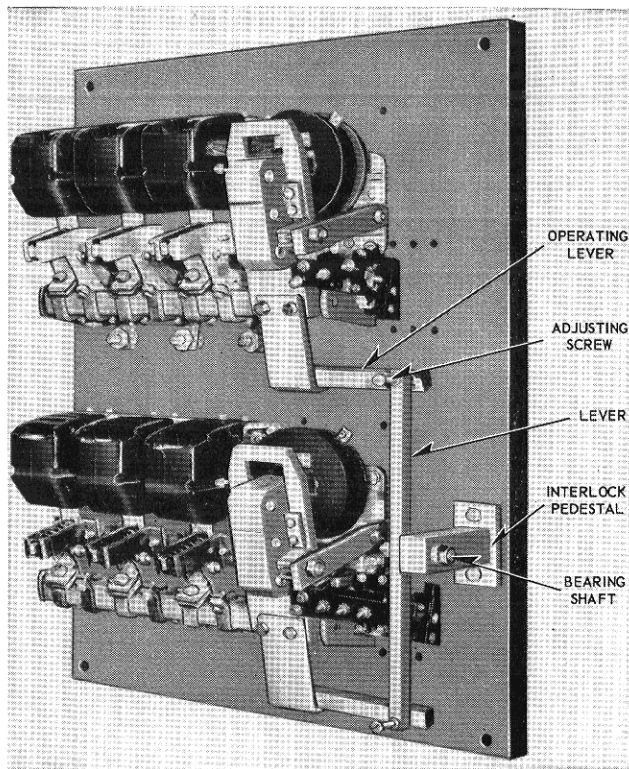 OPERATING
LEVER
ADJUSTING
SCREW
LEVER
INTERLOCK
PEDESTAL
BEARING
SHAFT